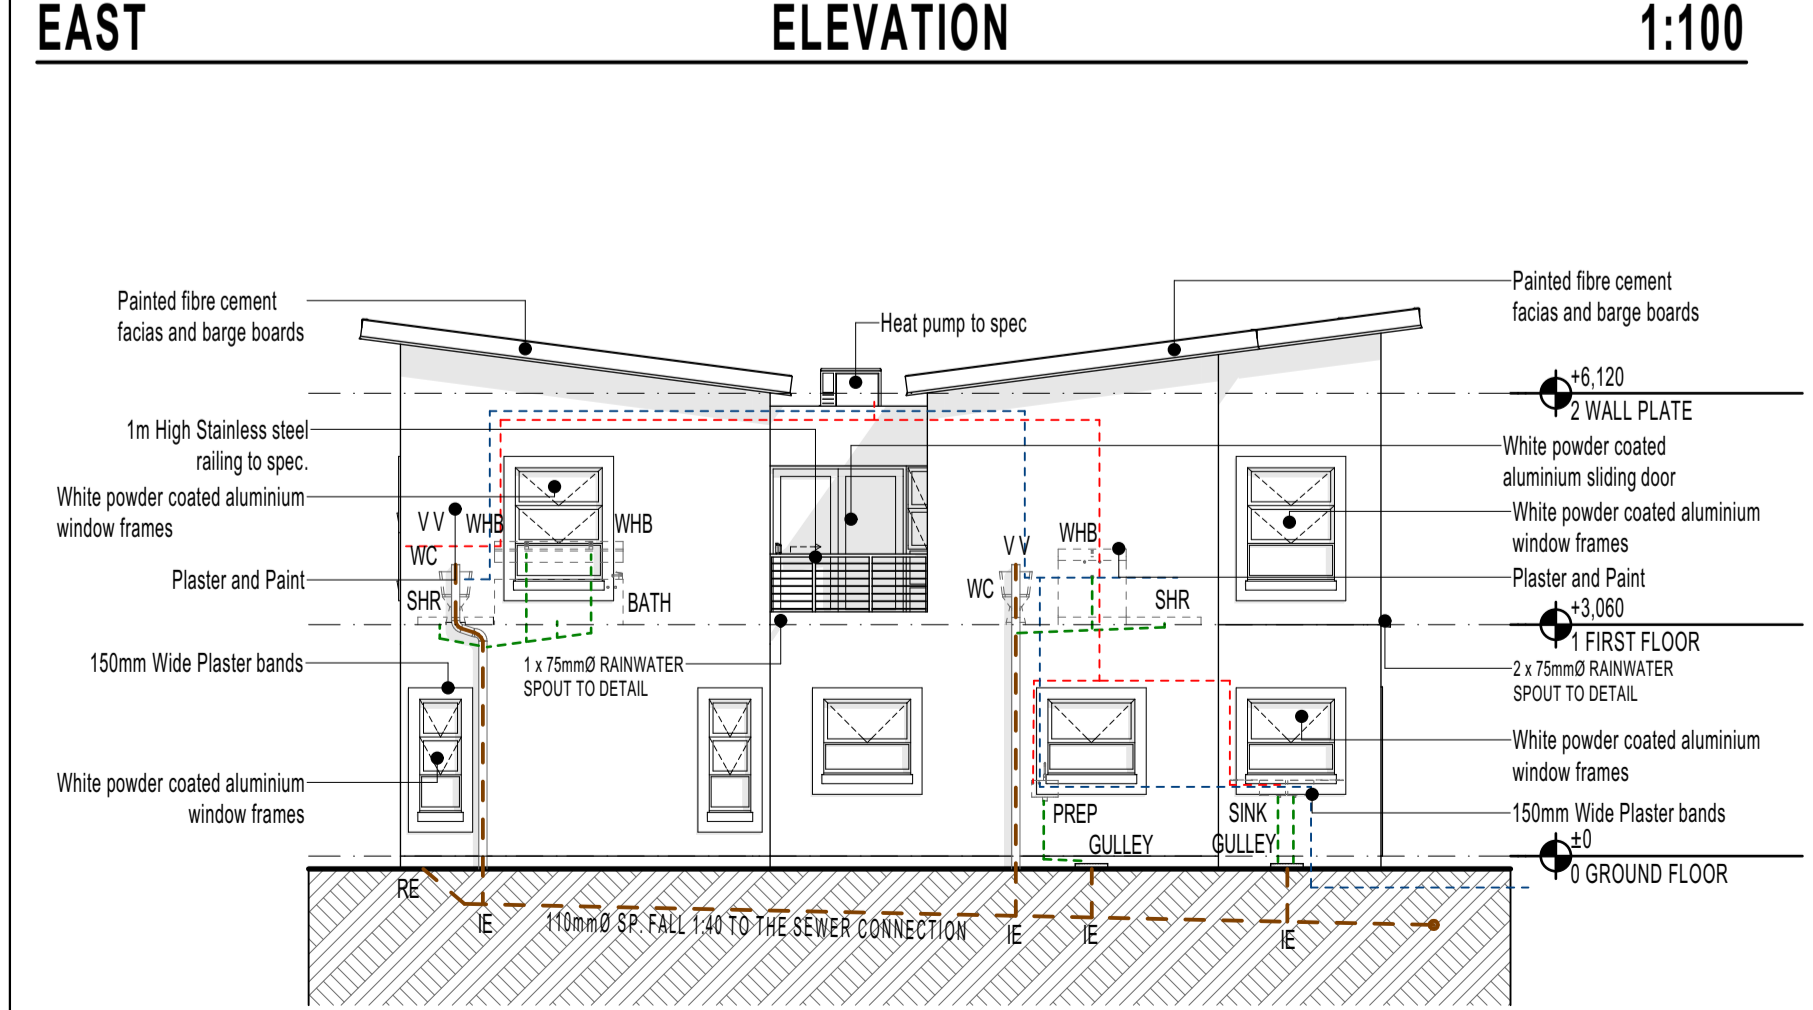 EAST ELEVATION 1:100
Painted fibre cement
facias and barge boards
Heat pump to spec
Painted fibre cement
facias and barge boards
+6,120
2 WALL PLATE
1m High Stainless steel
railing to spec.
White powder coated
aluminium sliding door
White powder coated aluminium
window frames
White powder coated aluminium
window frames
V V
WHB
WHB
WC
V V
WHB
WC
Plaster and Paint
Plaster and Paint
SHR
BATH
SHR
+3,060
1 FIRST FLOOR
150mm Wide Plaster bands
1 x 75mmØ RAINWATER
SPOUT TO DETAIL
2 x 75mmØ RAINWATER
SPOUT TO DETAIL
White powder coated aluminium
window frames
White powder coated aluminium
window frames
PREP
SINK
150mm Wide Plaster bands
GULLEY
GULLEY
±0
0 GROUND FLOOR
RE
IE
110mmØ SP. FALL 1:40 TO THE SEWER CONNECTION
IE
IE
IE